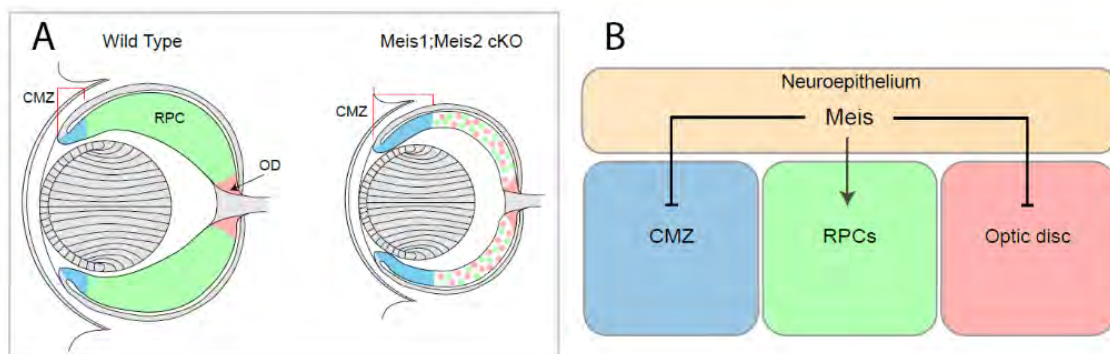 A
Wild Type
Meis1;Meis2 cKO
CMZ
RPC
OD
CMZ
B
Neuroepithelium
Meis
CMZ
RPCs
Optic disc